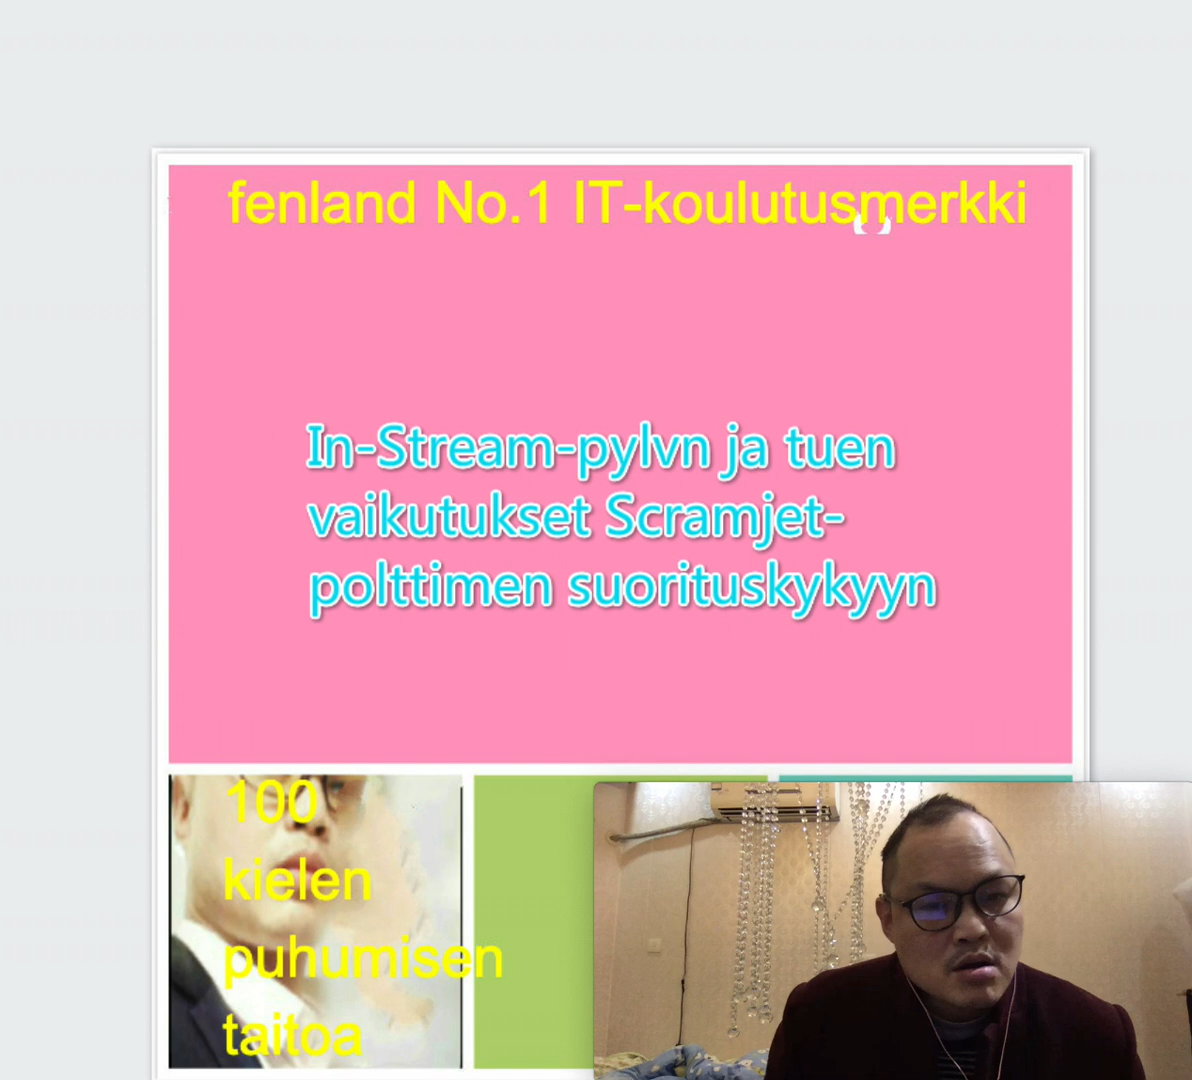 fenland No.1 IT-koulutusmerkki
In-Stream-pylvn ja tuen
vaikutukset Scramjet-
polttimen suorituskykyyn
100
kielen
puhumisen
taitoa